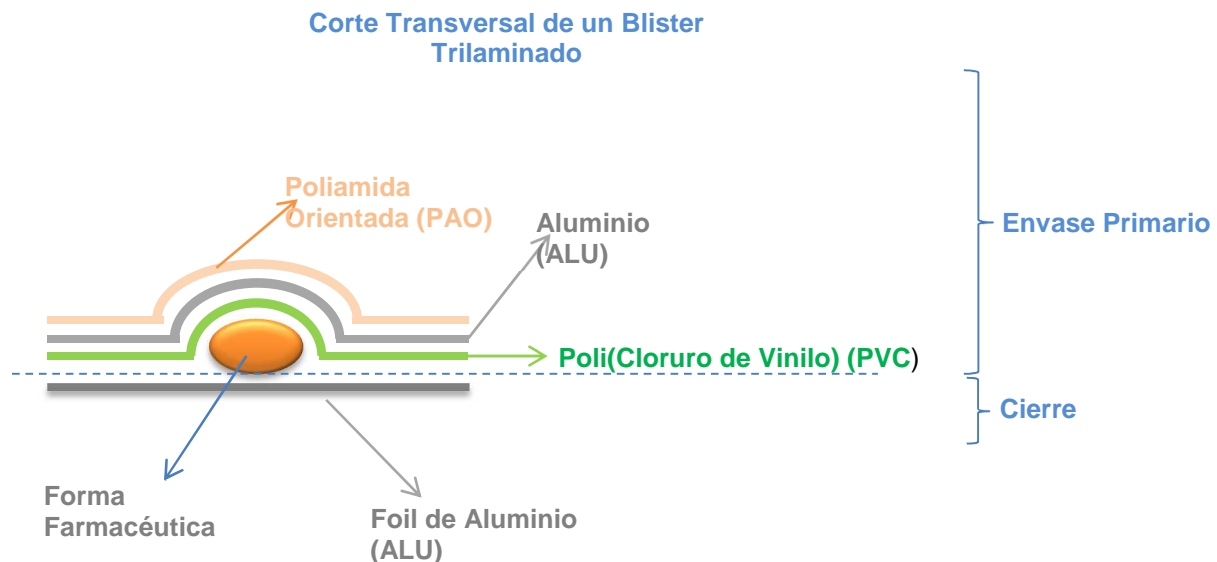 Corte Transversal de un Blister
Trilaminado
Poliamida
Orientada (PAO)
Aluminio
(ALU)
Envase Primario
Poli(Cloruro de Vinilo) (PVC)
Cierre
Forma
Farmacéutica
Foil de Aluminio
(ALU)